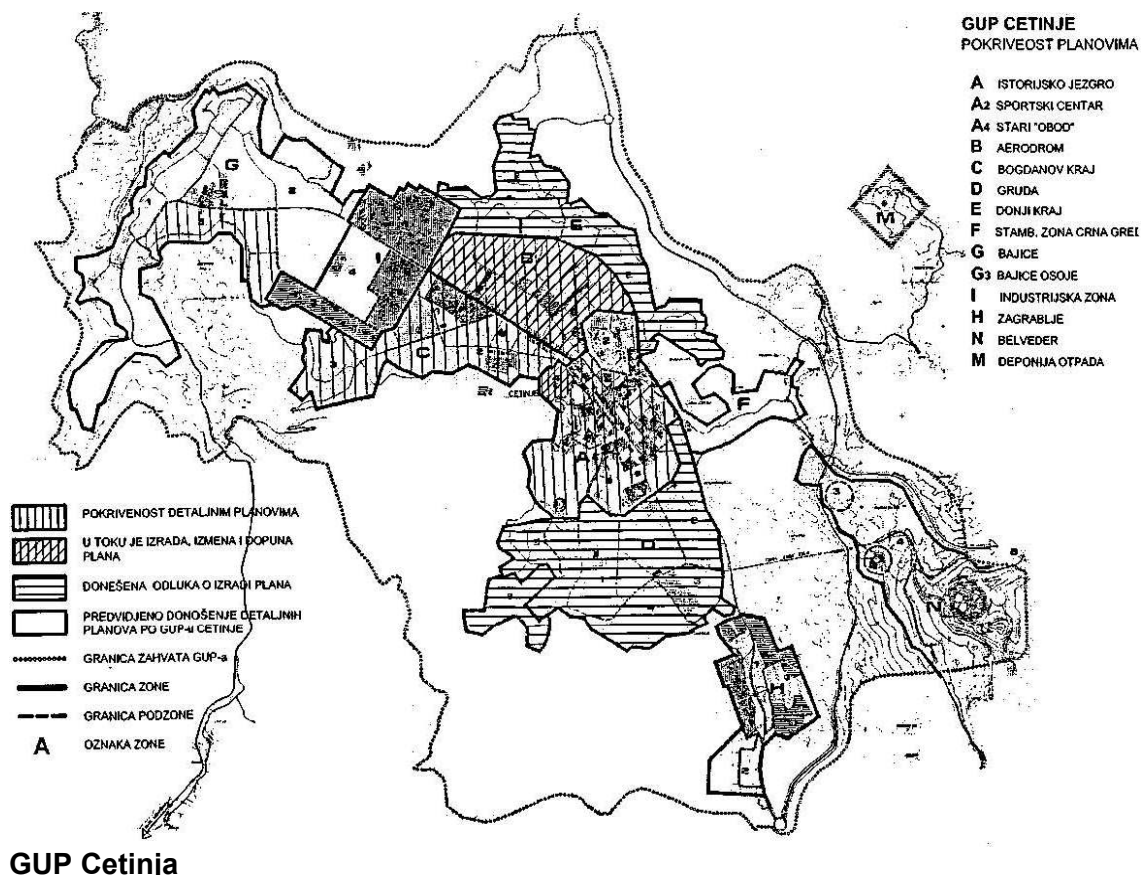 GUP CETINJE
POKRIVEOST PLANOVIMA
A ISTORIJSKO JEZGRO
A2 SPORTSKI CENTAR
A4 STARI "OBOD"
B AERODROM
C BOGDANOV KRAJ
D GRUDA
E DONJI KRAJ
F STAMB. ZONA CRNA GREI
G BAJICE
G3 BAJICE OSOJE
I INDUSTRIJSKA ZONA
H ZAGRABLJE
N BELVEDER
M DEPONIJA OTPADA
G
M
E
B
C
CETINJE
F
A
D
N
H
POKRIVENOST DETALJNIM PLANOVIMA
U TOKU JE IZRADA, IZMENA I DOPUNA
PLANA
DONEŠENA ODLUKA O IZRADI PLANA
PREDVIDJENO DONOŠENJE DETALJNIH
PLANOVA PO GUP-u CETINJE
GRANICA ZAHVATA GUP-a
GRANICA ZONE
GRANICA PODZONE
A OZNAKA ZONE
GUP Cetinja